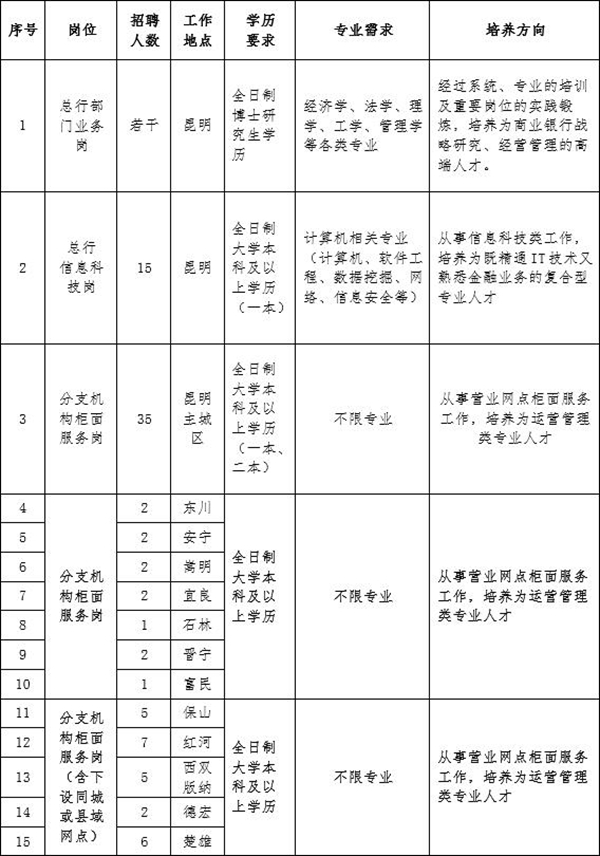 序号 岗位 招聘人数 工作地点 学历要求 专业需求 培养方向
1 总行部门业务岗 若干 昆明 全日制博士研究生学历 经济学、法学、理学、工学、管理学等各类专业 经过系统、专业的培训及重要岗位的实践锻炼，培养为商业银行战略研究、经营管理的高端人才。
2 总行信息科技岗 15 昆明 全日制大学本科及以上学历（一本） 计算机相关专业（计算机、软件工程、数据挖掘、网络、信息安全等） 从事信息科技类工作，培养为既精通IT技术又熟悉金融业务的复合型专业人才
3 分支机构柜面服务岗 35 昆明主城区 全日制大学本科及以上学历（一本、二本） 不限专业 从事营业网点柜面服务工作，培养为运营管理类专业人才
4 分支机构柜面服务岗 2 东川 全日制大学本科及以上学历 不限专业 从事营业网点柜面服务工作，培养为运营管理类专业人才
5 2 安宁
6 2 嵩明
7 2 宜良
8 1 石林
9 2 晋宁
10 1 富民
11 分支机构柜面服务岗（含下设同城或县域网点） 5 保山 全日制大学本科及以上学历 不限专业 从事营业网点柜面服务工作，培养为运营管理类专业人才
12 7 红河
13 5 西双版纳
14 2 德宏
15 6 楚雄